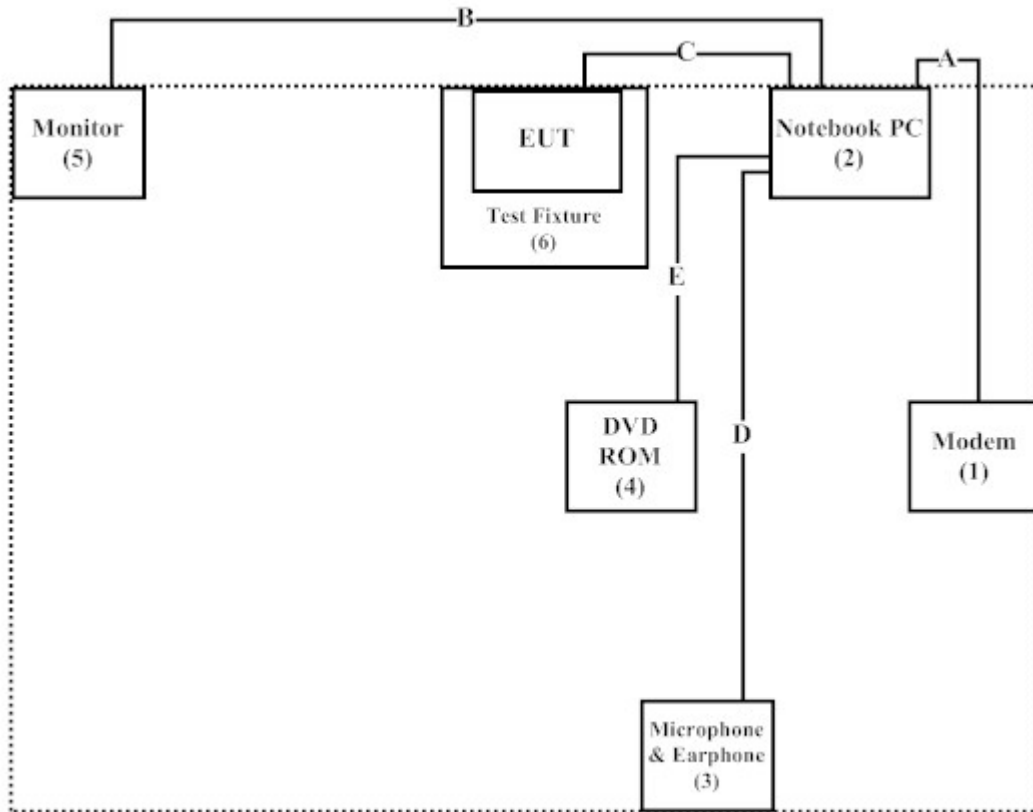 B
C
A
Monitor
(5)
EUT
Test Fixture
(6)
Notebook PC
(2)
E
D
DVD
ROM
(4)
Modem
(1)
Microphone
& Earphone
(3)